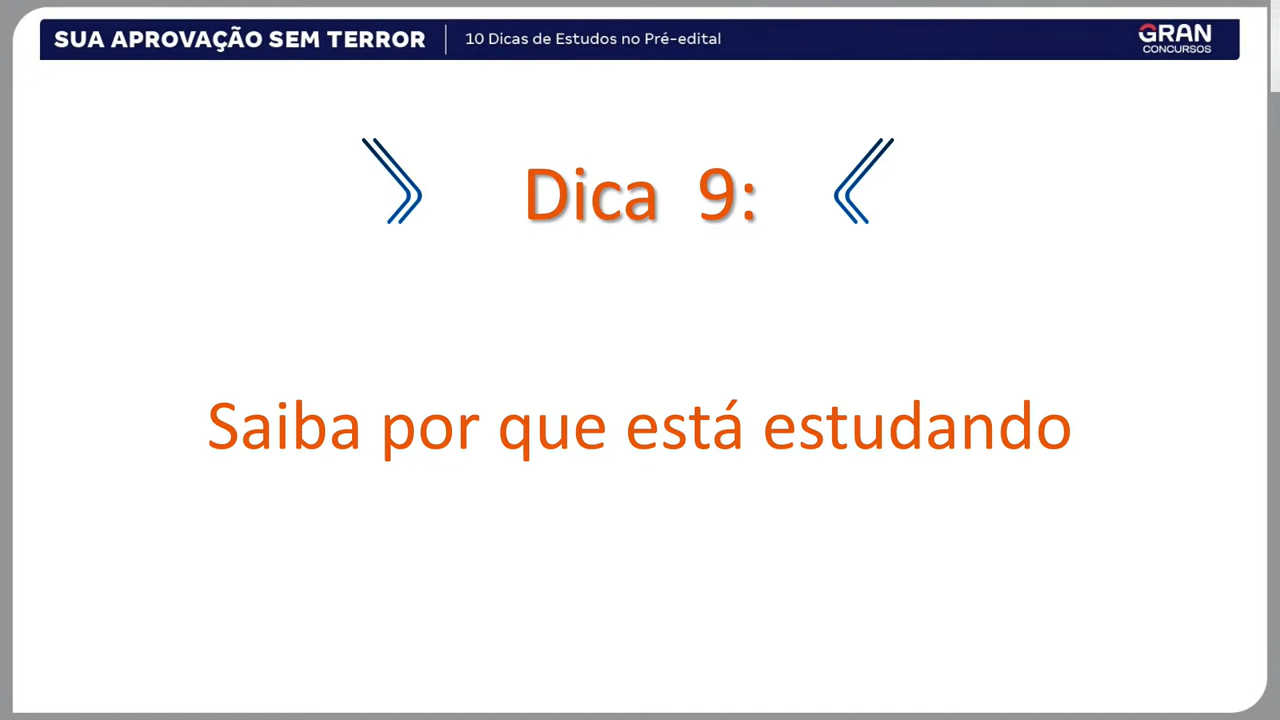 SUA APROVAÇÃO SEM TERROR
10 Dicas de Estudos no Pré-edital
GRAN
CONCURSOS
Dica 9:
Saiba por que está estudando